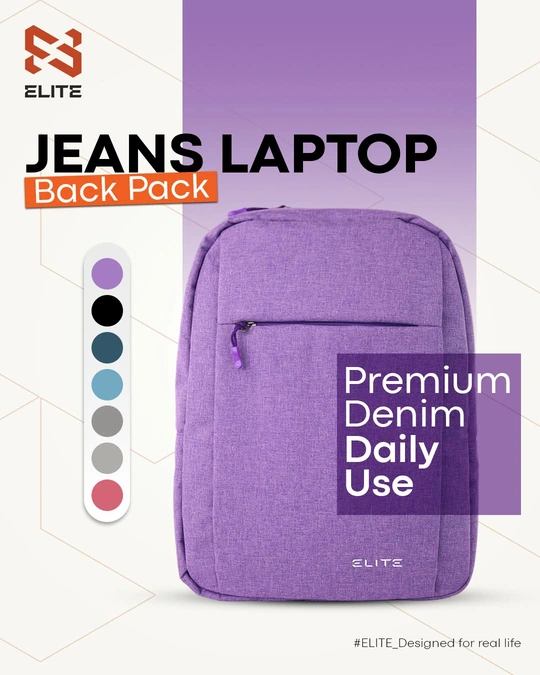 ELITE
JEANS LAPTOP
Back Pack
Premium
Denim
Daily
Use
ELITE
#ELITE_Designed for real life